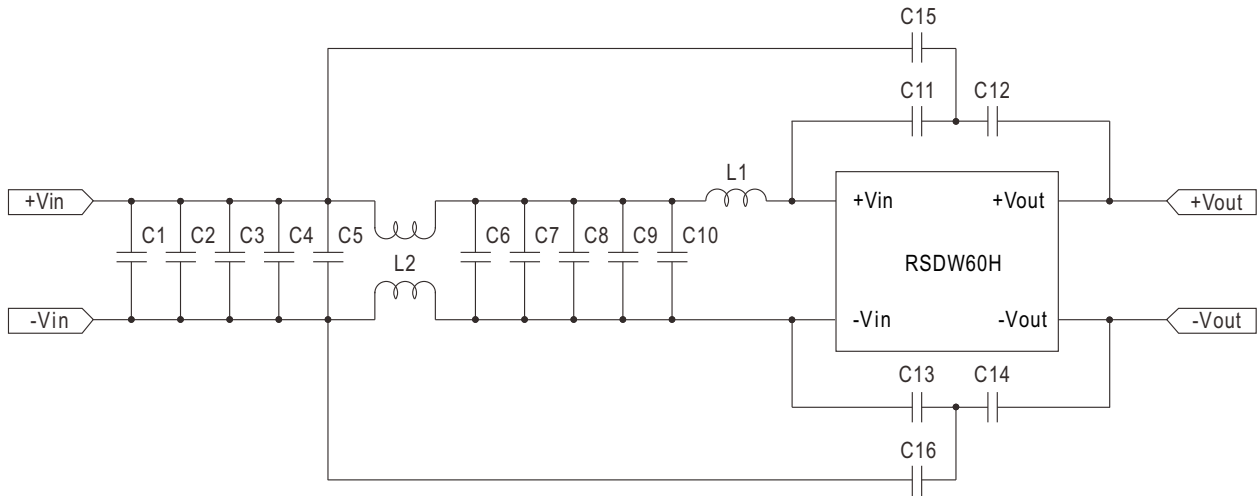 C15
C11 C12
L1
+Vin +Vin +Vout +Vout
C1 C2 C3 C4 C5 C6 C7 C8 C9 C10
L2 RSDW60H
-Vin -Vin -Vout -Vout
C13 C14
C16